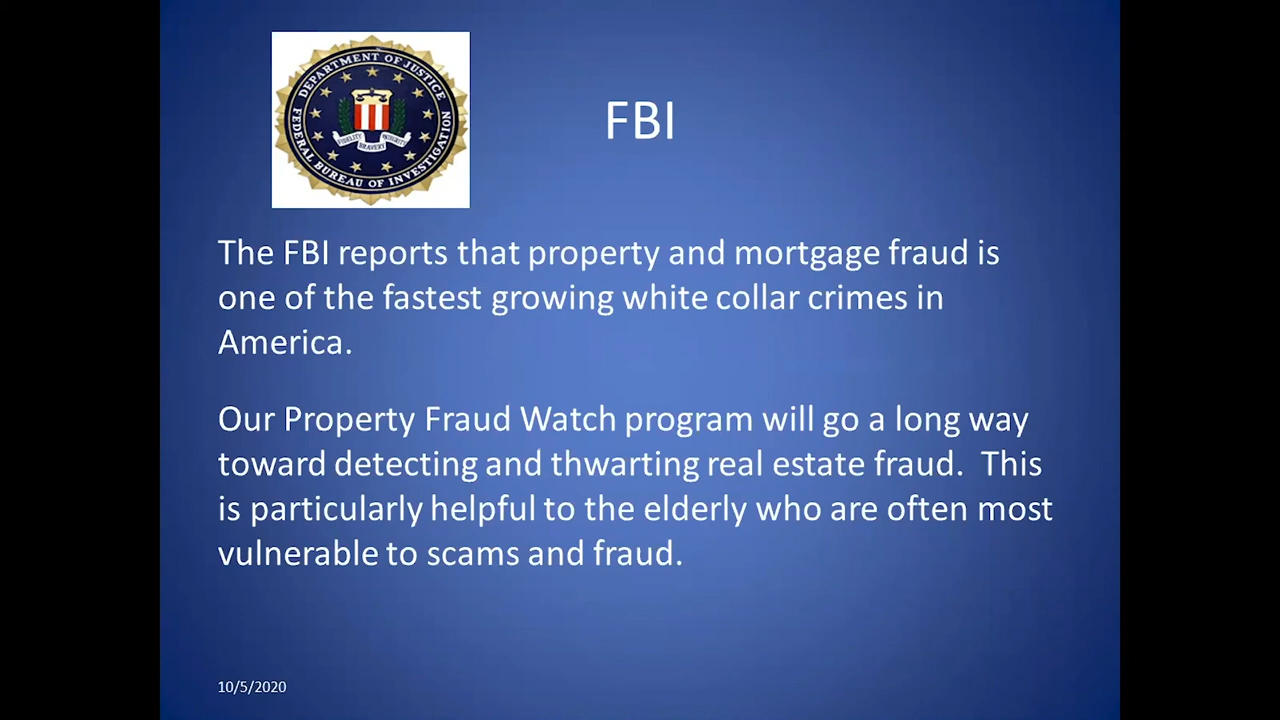 DEPARTMENT OF JUSTICE
FEDERAL BUREAU OF INVESTIGATION
FIDELITY BRAVERY INTEGRITY
FBI
The FBI reports that property and mortgage fraud is
one of the fastest growing white collar crimes in
America.
Our Property Fraud Watch program will go a long way
toward detecting and thwarting real estate fraud.  This
is particularly helpful to the elderly who are often most
vulnerable to scams and fraud.
10/5/2020